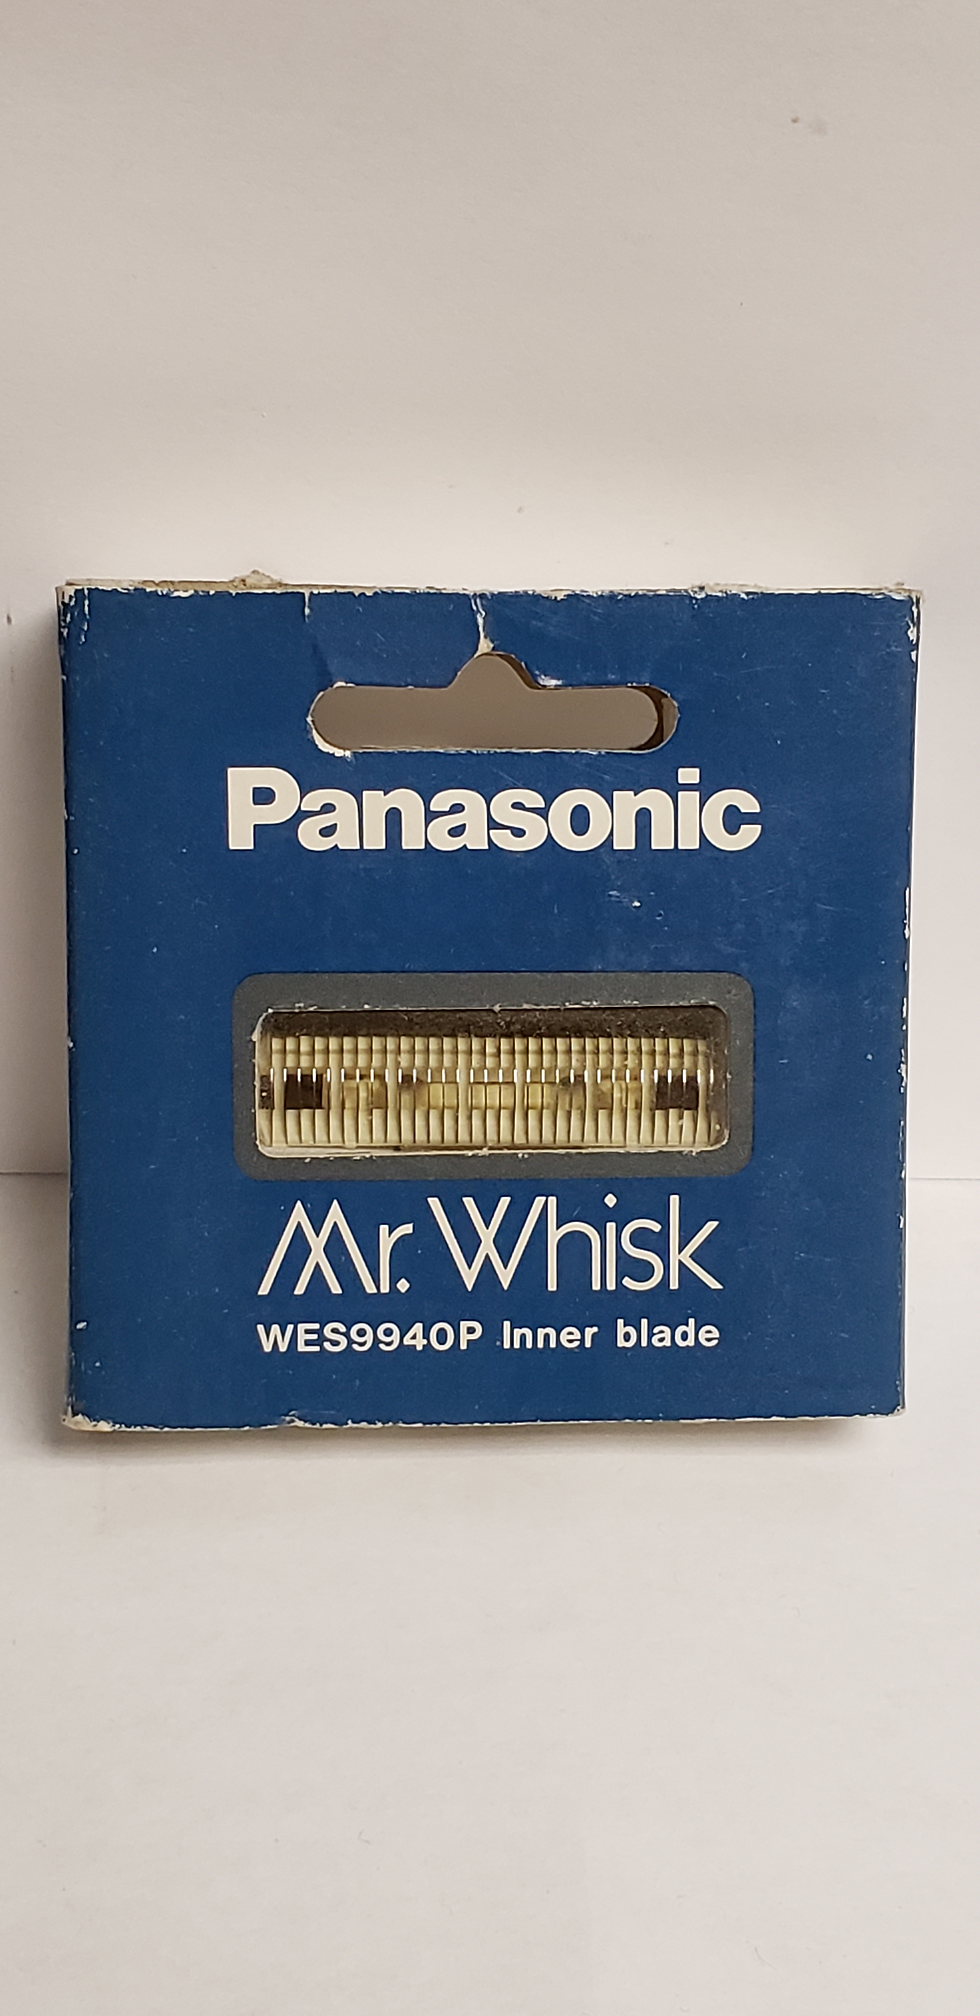 Panasonic
Mr. Whisk
WES9940P Inner blade